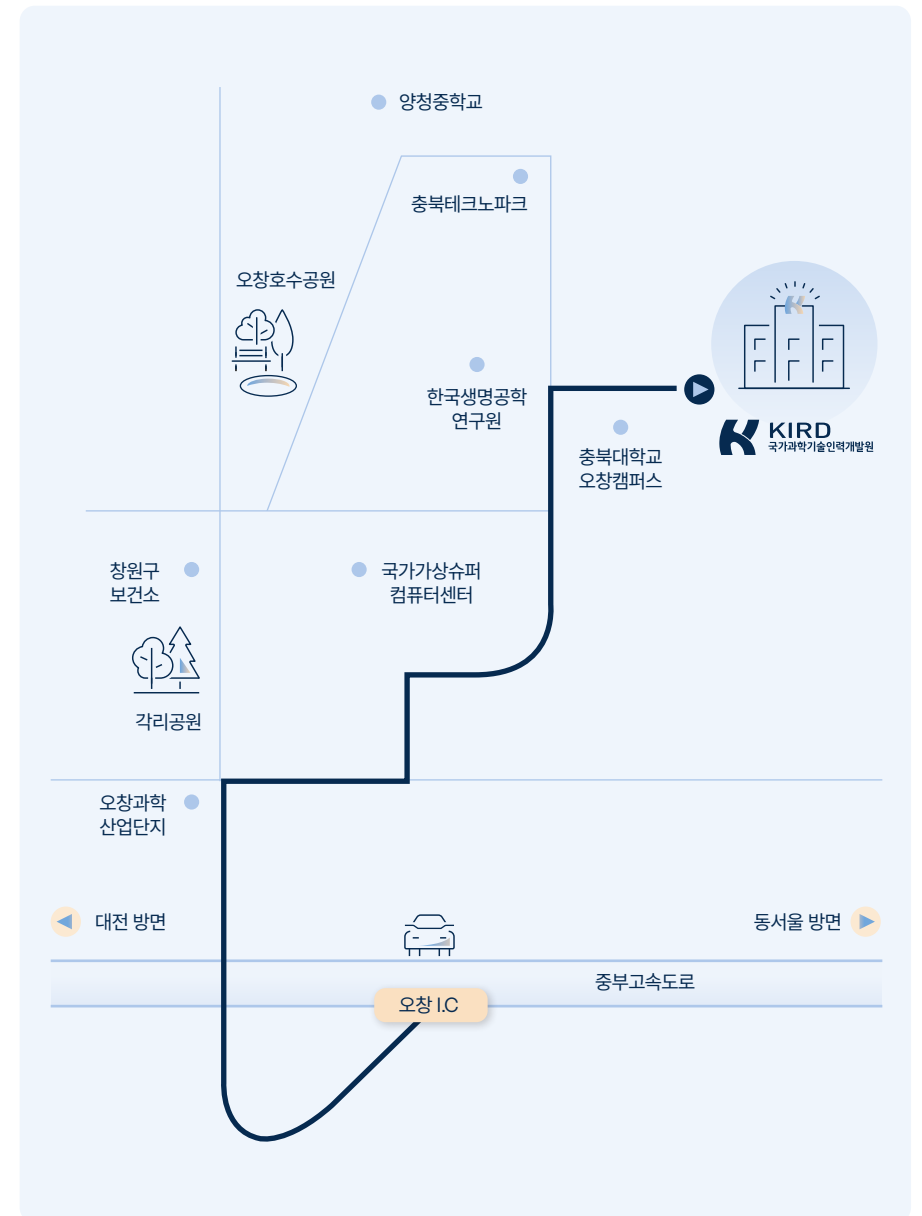 양청중학교
충북테크노파크
오창호수공원
한국생명공학
연구원
충북대학교
오창캠퍼스
KIRD
국가과학기술인력개발원
창원구
보건소
국가가상슈퍼
컴퓨터센터
각리공원
오창과학
산업단지
대전 방면
동서울 방면
중부고속도로
오창 I.C